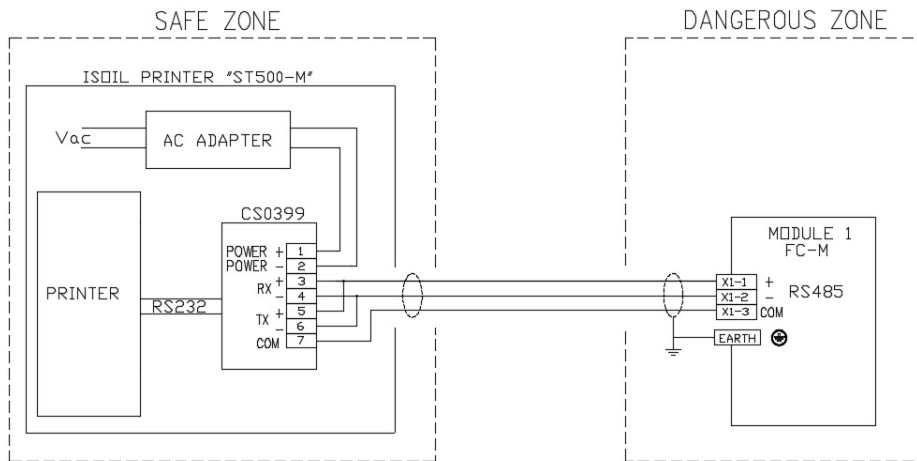 SAFE ZONE
DANGEROUS ZONE
ISOIL PRINTER "ST500-M"
Vac
AC ADAPTER
CS0399
POWER + 1
POWER - 2
RX + 3
- 4
TX + 5
- 6
COM 7
PRINTER
RS232
MODULE 1
FC-M
X1-1 +
X1-2 -
X1-3 COM
RS485
EARTH